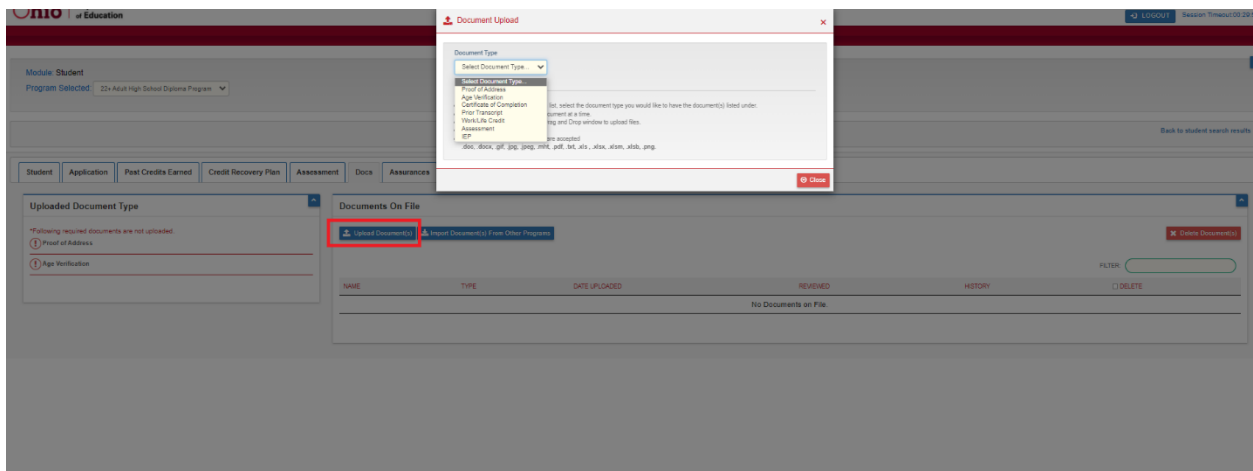 Ohio of Education
LOGOUT Session Timeout:00:29:
Document Upload
Document Type
Select Document Type...
Select Document Type...
Proof of Address
Age Verification
Certificate of Completion
Prior Transcript
Work/Life Credit
Assessment
IEP
list, select the document type you would like to have the document(s) listed under.
ocument at a time.
rag and Drop window to upload files.
are accepted
.doc, .docx, .gif, .jpg, .jpeg, .mht, .pdf, .txt, .xls , .xlsx, .xlsm, .xlsb, .png.
Close
Module: Student
Program Selected: 22+ Adult High School Diploma Program
Back to student search results
Student Application Past Credits Earned Credit Recovery Plan Assessment Docs Assurances
Uploaded Document Type
*Following required documents are not uploaded
Proof of Address
Age Verification
Documents On File
Upload Document(s) Import Document(s) From Other Programs Delete Document(s)
FILTER:
NAME TYPE DATE UPLOADED REVIEWED HISTORY DELETE
No Documents on File.